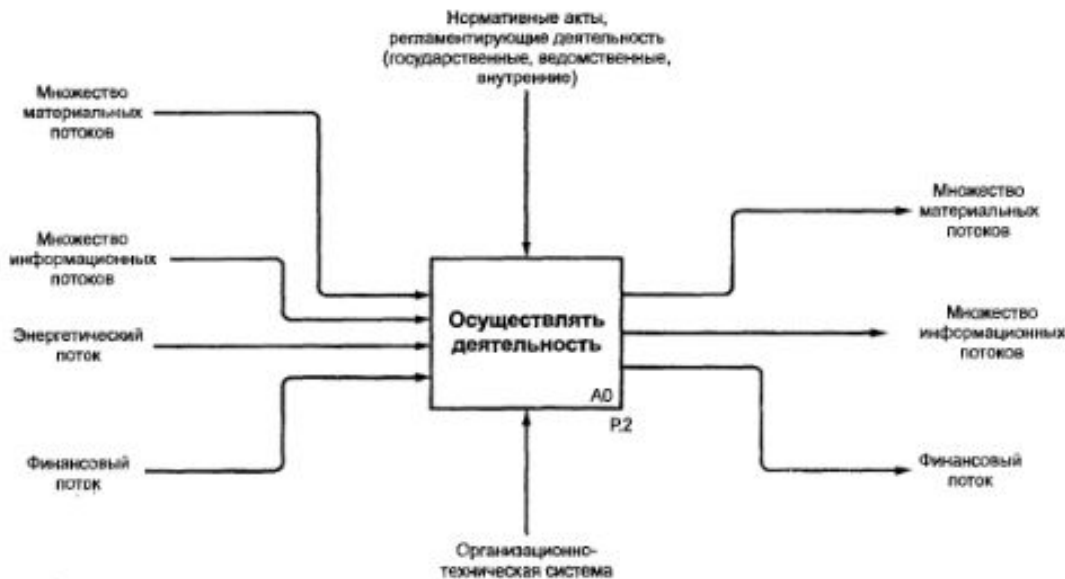 Нормативные акты,
регламентирующие деятельность
(государственные, ведомственные,
внутренние)
Множество
материальных
потоков
Множество
информационных
потоков
Энергетический
поток
Финансовый
поток
Осуществлять
деятельность
A0
P.2
Множество
материальных
потоков
Множество
информационных
потоков
Финансовый
поток
Организационно-
техническая система